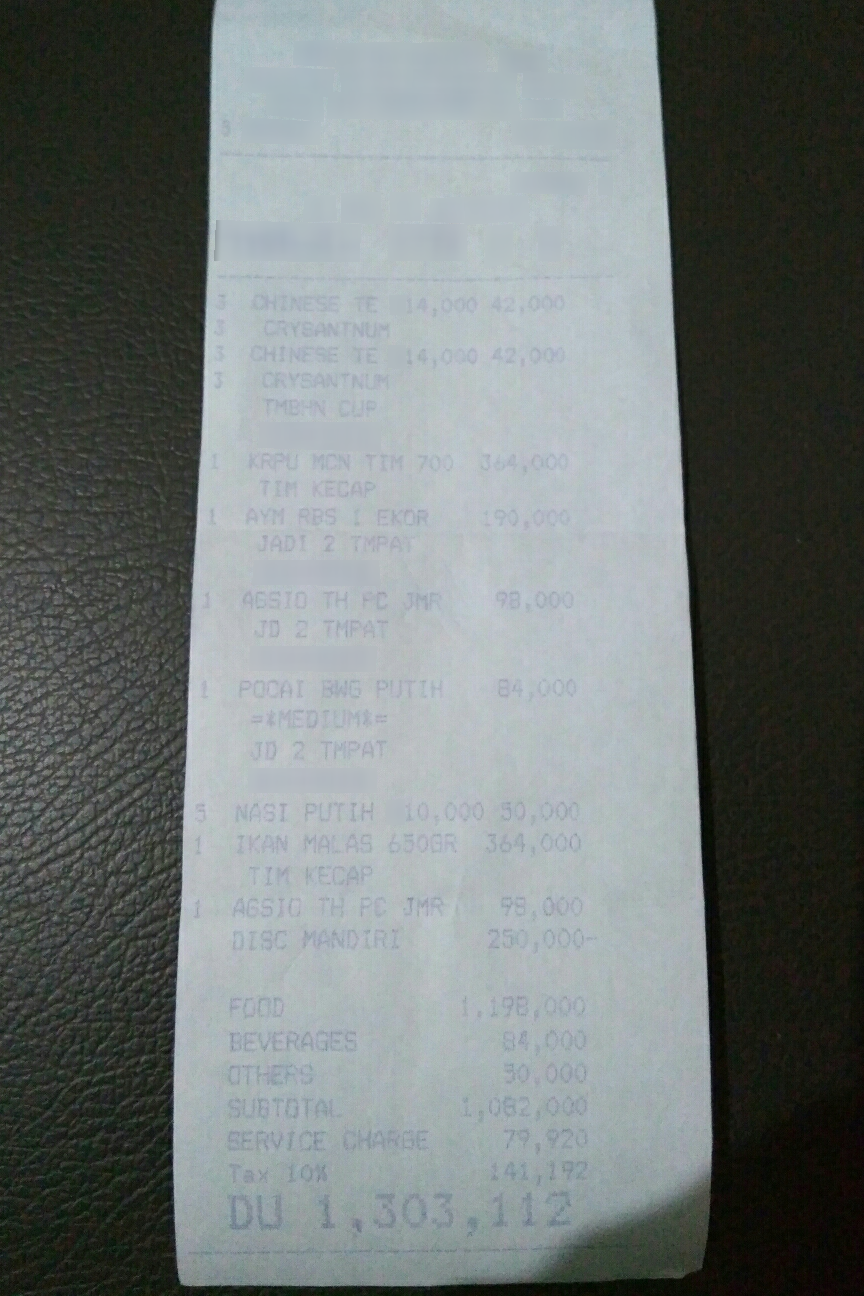 3 CHINESE TE 14,000 42,000
3 CRYSANTNUM
3 CHINESE TE 14,000 42,000
3 CRYSANTNUM
TMBHN CUP
1 KRPU MCN TIM 700 364,000
TIM KECAP
1 AYM RBS 1 EKOR 190,000
JADI 2 TMPAT
1 AGSIO TH PC JMR 98,000
JD 2 TMPAT
1 POCAI BWG PUTIH 84,000
=*MEDIUM*=
JD 2 TMPAT
5 NASI PUTIH 10,000 50,000
1 IKAN MALAS 650GR 364,000
TIM KECAP
1 AGSIO TH PC JMR 98,000
DISC MANDIRI 250,000-
FOOD 1,198,000
BEVERAGES 84,000
OTHERS 50,000
SUBTOTAL 1,082,000
SERVICE CHARGE 79,920
Tax 10% 141,192
DU 1,303,112